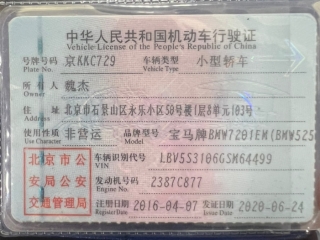 中华人民共和国机动车行驶证
Vehicle License of the People's Republic of China
号牌号码 京KKC729 车辆类型 小型轿车
Plate No. Vehicle Type
所有人 魏杰
Owner
住址 北京市石景山区永乐小区50号楼1层8单元103号
Address
使用性质 非营运 品牌型号 宝马牌BMW7201EM(BMW525
Use Character Model
北京市公安局公安交通管理局
车辆识别代号 LBV5S3106GSM64499
VIN
发动机号码 2387C877
Engine No.
注册日期 2016-04-07 发证日期 2020-06-24
Register Date Issue Date